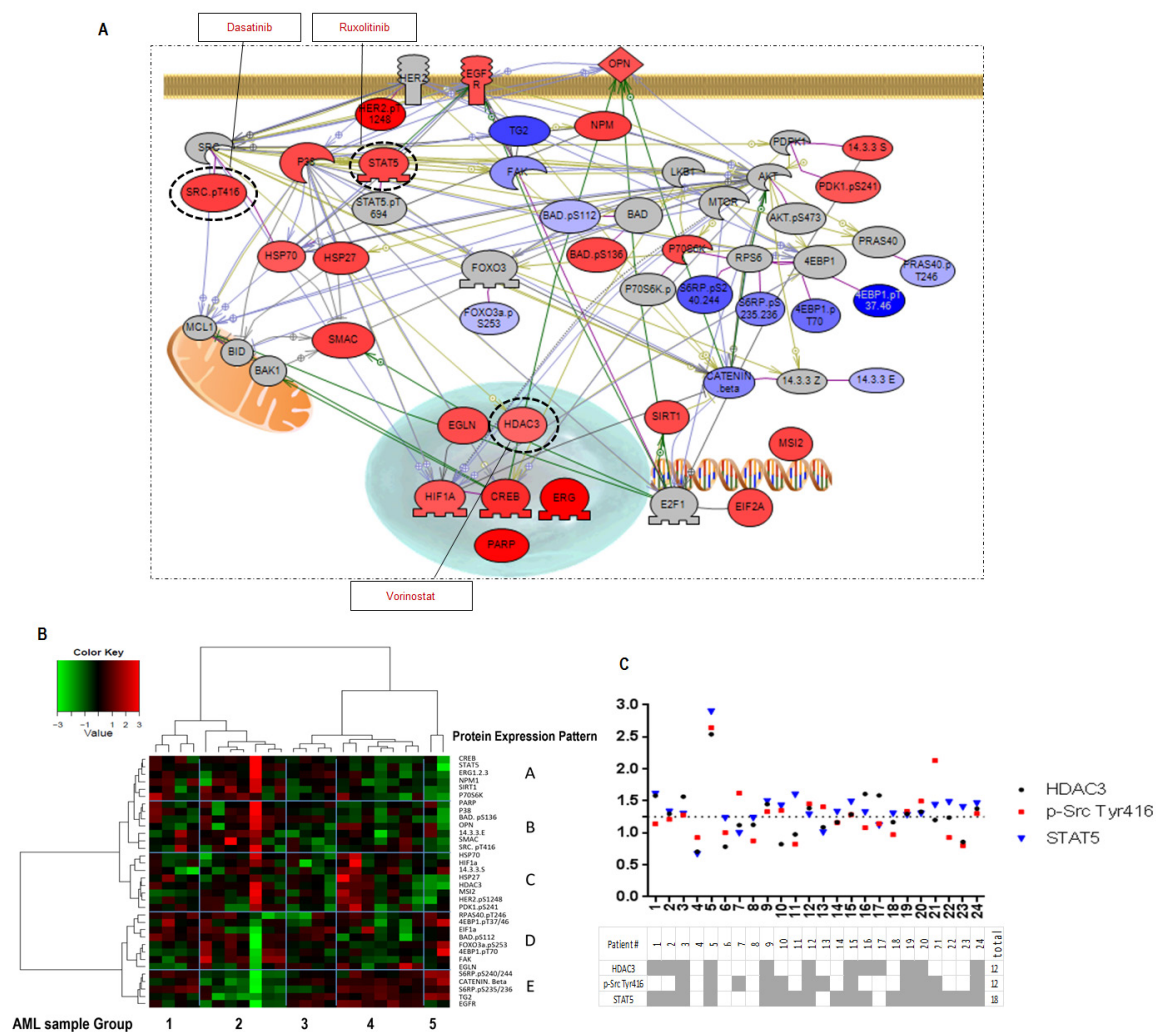 A
Dasatinib
Ruxolitinib
HER2
EGF
R
OPN
HER2.pT
1248
TG2
NPM
PDPK1
14.3.3 S
SRC
P38
STAT5
FAK
LKB1
AKT
SRC.pT416
STAT5.pT
694
MTOR
PDK1.pS241
BAD.pS112
BAD
AKT.pS473
HSP70
HSP27
BAD.pS136
P70S6K
RPS6
4EBP1
PRAS40
FOXO3
PRAS40.p
T246
P70S6K.p
S6RP.pS2
40.244
S6RP.pS
235.236
4EBP1.p
T70
4EBP1.pT
37.46
FOXO3a.p
S253
MCL1
BID
BAK1
SMAC
CATENIN
.beta
14.3.3 Z
14.3.3 E
EGLN
HDAC3
SIRT1
MSI2
HIF1A
CREB
ERG
E2F1
EIF2A
PARP
Vorinostat
B
Color Key
-3 -1 1 2 3
Value
Protein Expression Pattern
CREB
STAT5
ERG1.2.3
NPM1
SIRT1
P70S6K
A
PARP
P38
BAD. pS136
OPN
14.3.3.E
SMAC
SRC. pT416
B
HSP70
HIF1a
14.3.3.S
HSP27
HDAC3
MSI2
HER2.pS1248
PDK1.pS241
C
RPAS40.pT246
4EBP1.pT37/46
EIF1a
BAD.pS112
FOXO3a.pS253
4EBP1.pT70
FAK
EGLN
D
S6RP.pS240/244
CATENIN. Beta
S6RP.pS235/236
TG2
EGFR
E
AML sample Group 1 2 3 4 5
C
3.0
2.5
2.0
1.5
1.0
0.5
0.0
1 2 3 4 5 6 7 8 9 10 11 12 13 14 15 16 17 18 19 20 21 22 23 24
HDAC3
p-Src Tyr416
STAT5
Patient # 1 2 3 4 5 6 7 8 9 10 11 12 13 14 15 16 17 18 19 20 21 22 23 24 total
HDAC3 12
p-Src Tyr416 12
STAT5 18